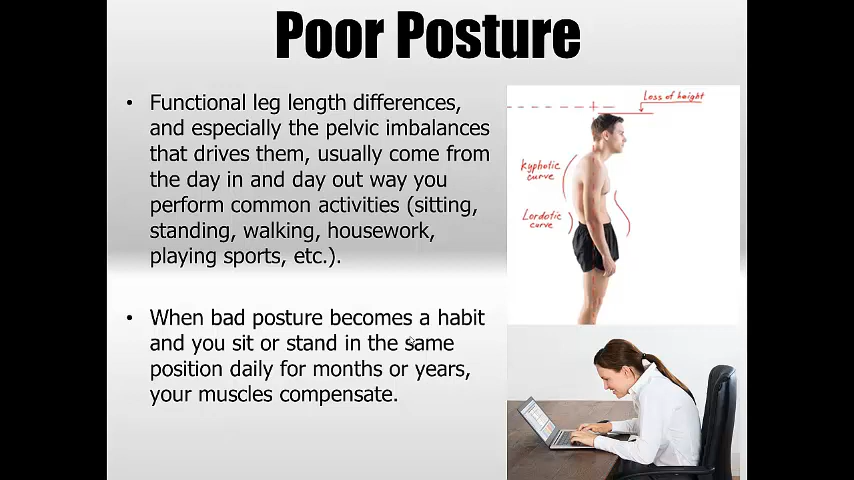 Poor Posture
• Functional leg length differences,
and especially the pelvic imbalances
that drives them, usually come from
the day in and day out way you
perform common activities (sitting,
standing, walking, housework,
playing sports, etc.).
• When bad posture becomes a habit
and you sit or stand in the same
position daily for months or years,
your muscles compensate.
Loss of height
Kyphotic
curve
Lordotic
curve